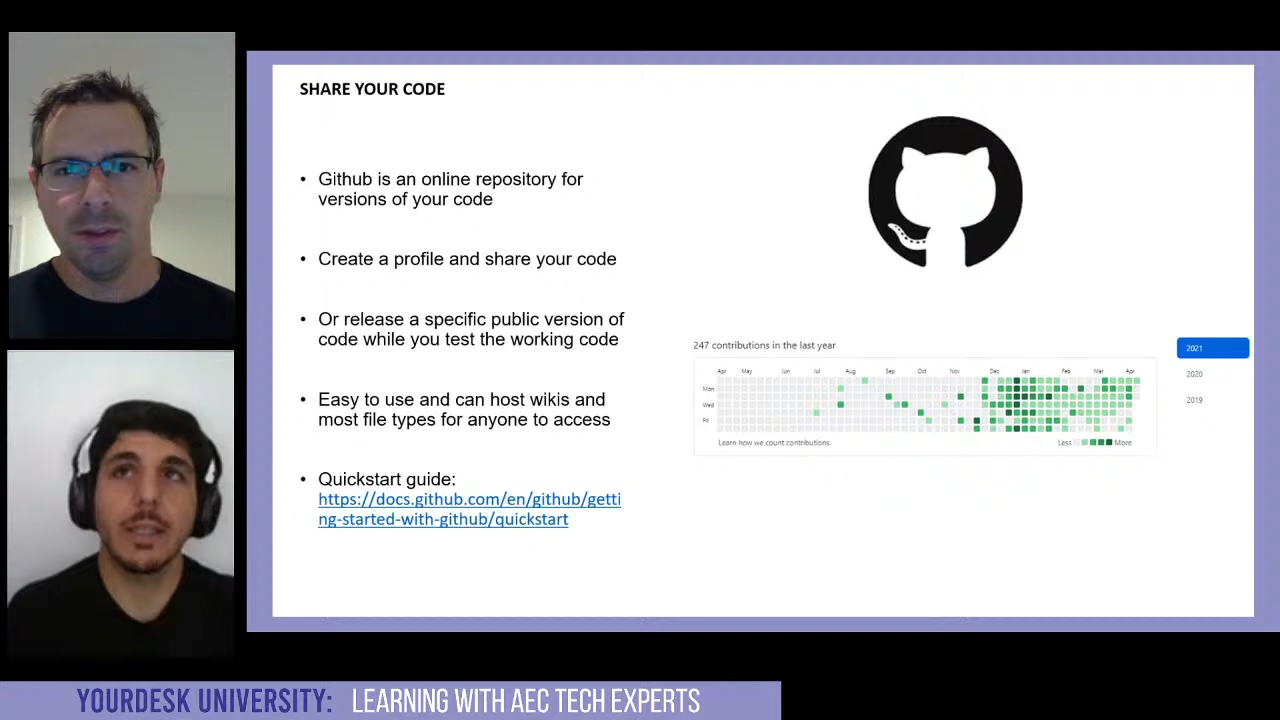 SHARE YOUR CODE
• Github is an online repository for
versions of your code
• Create a profile and share your code
• Or release a specific public version of
code while you test the working code
• Easy to use and can host wikis and
most file types for anyone to access
• Quickstart guide:
https://docs.github.com/en/github/getti
ng-started-with-github/quickstart
247 contributions in the last year
2021
2020
2019
Apr May Jun Jul Aug Sep Oct Nov Dec Jan Feb Mar Apr
Mon
Wed
Fri
Learn how we count contributions.
Less More
YOURDESK UNIVERSITY: LEARNING WITH AEC TECH EXPERTS